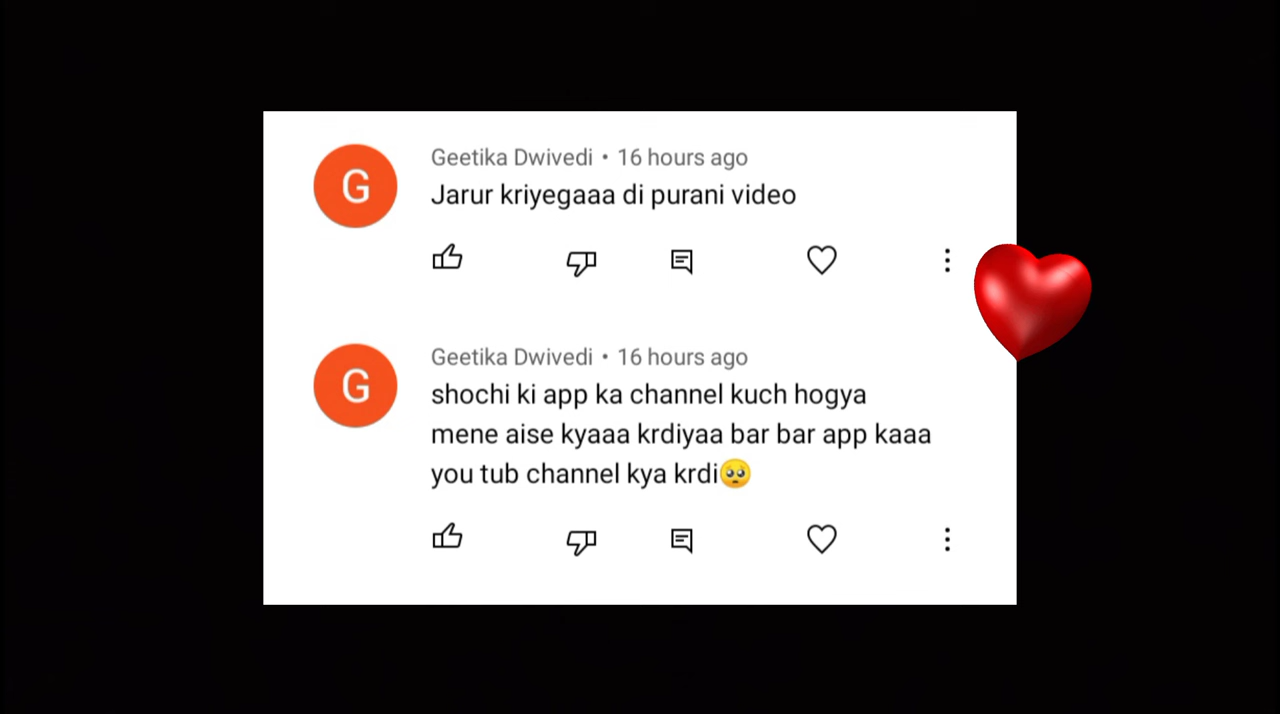 G
Geetika Dwivedi • 16 hours ago
Jarur kriyegaaa di purani video
G
Geetika Dwivedi • 16 hours ago
shochi ki app ka channel kuch hogya
mene aise kyaaa krdiyaa bar bar app kaaa
you tub channel kya krdi🥺